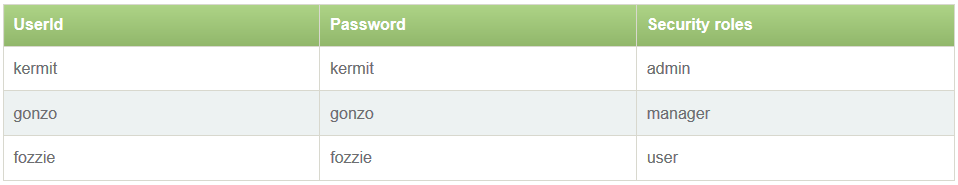 UserId Password Security roles
kermit kermit admin
gonzo gonzo manager
fozzie fozzie user